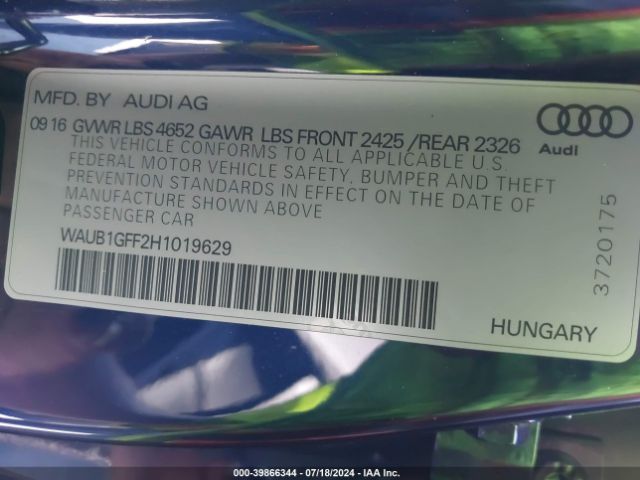 MFD. BY AUDI AG
09 16 GVWR LBS 4652 GAWR LBS FRONT 2425 / REAR 2326
THIS VEHICLE CONFORMS TO ALL APPLICABLE U.S.
FEDERAL MOTOR VEHICLE SAFETY, BUMPER AND THEFT
PREVENTION STANDARDS IN EFFECT ON THE DATE OF
MANUFACTURE SHOWN ABOVE
PASSENGER CAR
WAUB1GFF2H1019629
HUNGARY
Audi
3720175
000-39866344 / 07/18/2024 - IAA Inc.